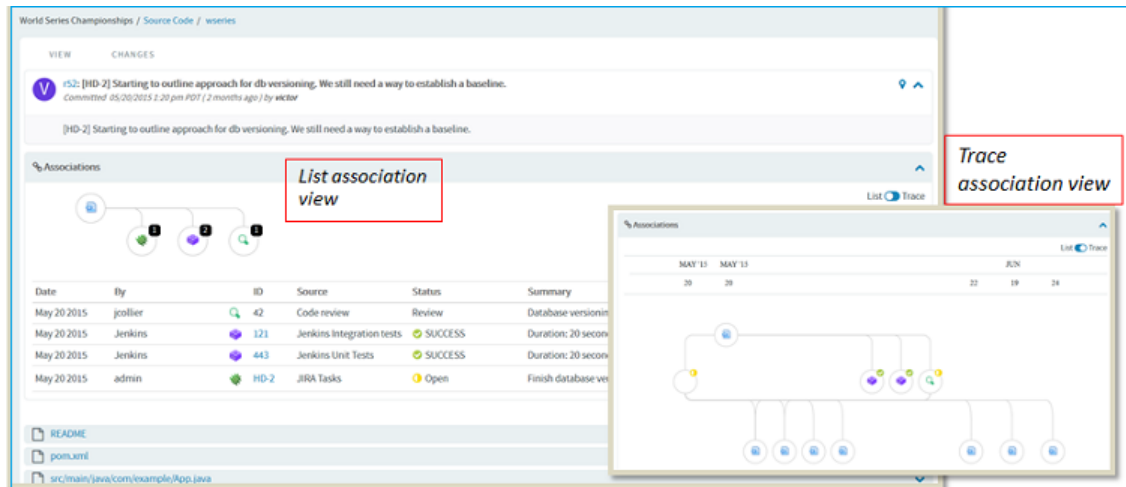 World Series Championships / Source Code / wseries
VIEW CHANGES
V
r52: [HD-2] Starting to outline approach for db versioning. We still need a way to establish a baseline.
Committed 05/20/2015 1:20 pm PDT ( 2 months ago ) by victor
[HD-2] Starting to outline approach for db versioning. We still need a way to establish a baseline.
Associations
List association
view
Trace
association view
List Trace
1 2 1
Date By ID Source Status Summary
May 20 2015 jcollier 42 Code review Review Database versionin
May 20 2015 Jenkins 121 Jenkins Integration tests SUCCESS Duration: 20 secon
May 20 2015 Jenkins 443 Jenkins Unit Tests SUCCESS Duration: 20 secon
May 20 2015 admin HD-2 JIRA Tasks Open Finish database ve
README
pom.xml
src/main/java/com/example/App.java
Associations
List Trace
MAY '15 MAY '15 JUN
20 20 22 19 24